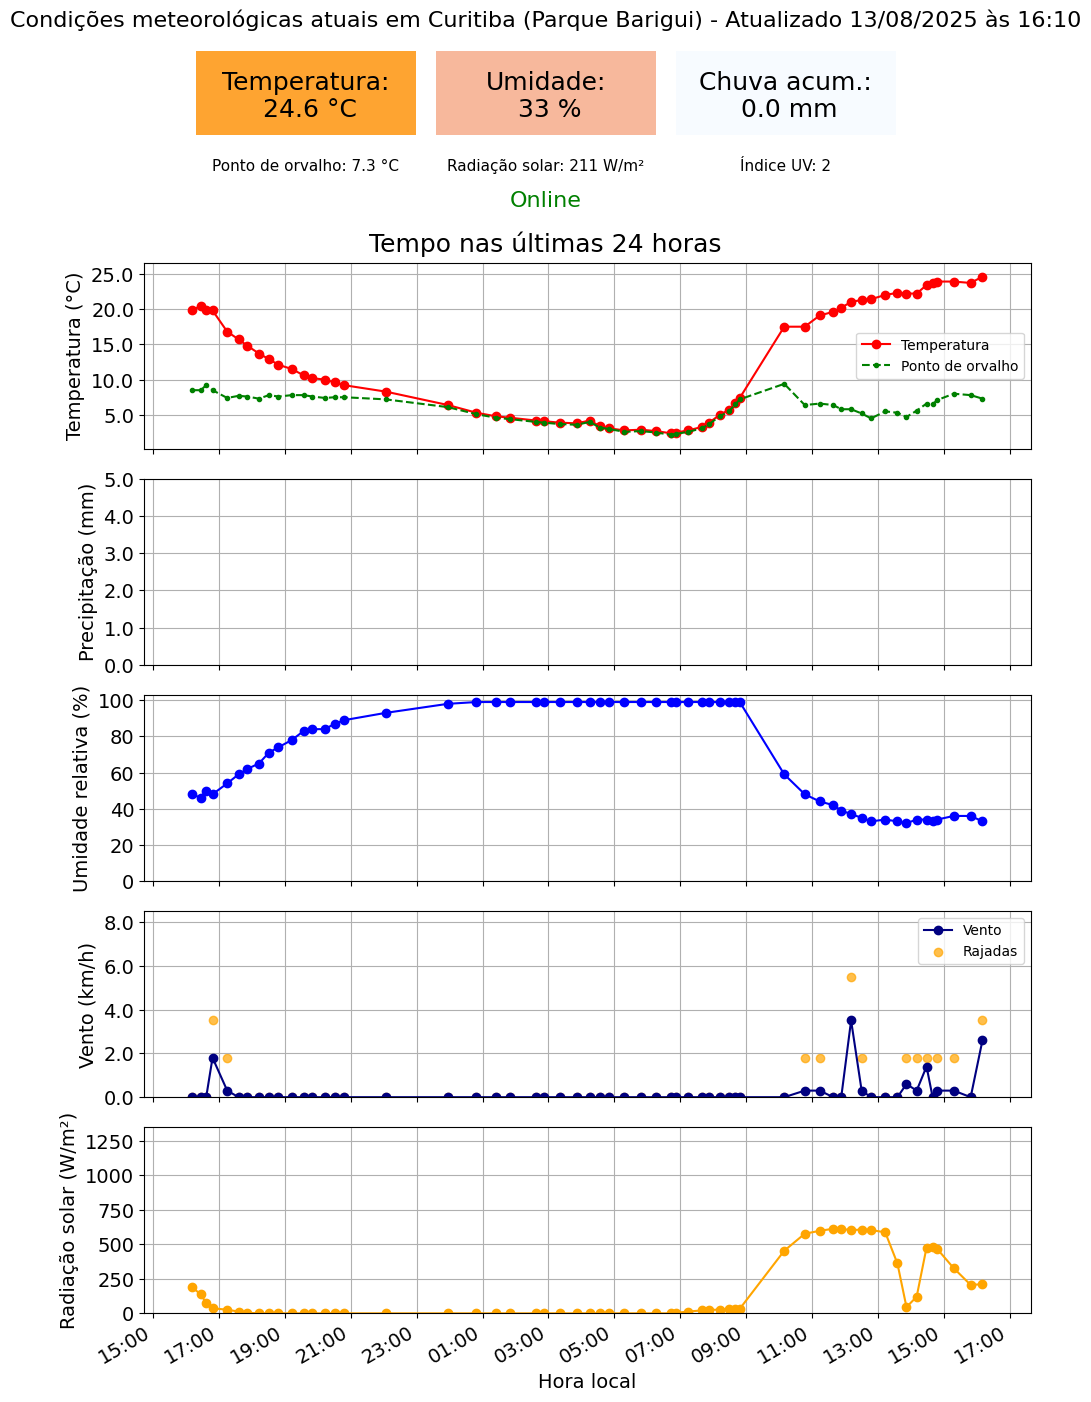 Condições meteorológicas atuais em Curitiba (Parque Barigui) - Atualizado 13/08/2025 às 16:10
Temperatura:
24.6 °C
Umidade:
33 %
Chuva acum.:
0.0 mm
Ponto de orvalho: 7.3 °C
Radiação solar: 211 W/m²
Índice UV: 2
Online
Tempo nas últimas 24 horas
Temperatura (°C)
25.0
20.0
15.0
10.0
5.0
Temperatura
Ponto de orvalho
Precipitação (mm)
5.0
4.0
3.0
2.0
1.0
0.0
Umidade relativa (%)
100
80
60
40
20
0
Vento (km/h)
8.0
6.0
4.0
2.0
0.0
Vento
Rajadas
Radiação solar (W/m²)
1250
1000
750
500
250
0
15:00
17:00
19:00
21:00
23:00
01:00
03:00
05:00
07:00
09:00
11:00
13:00
15:00
17:00
Hora local